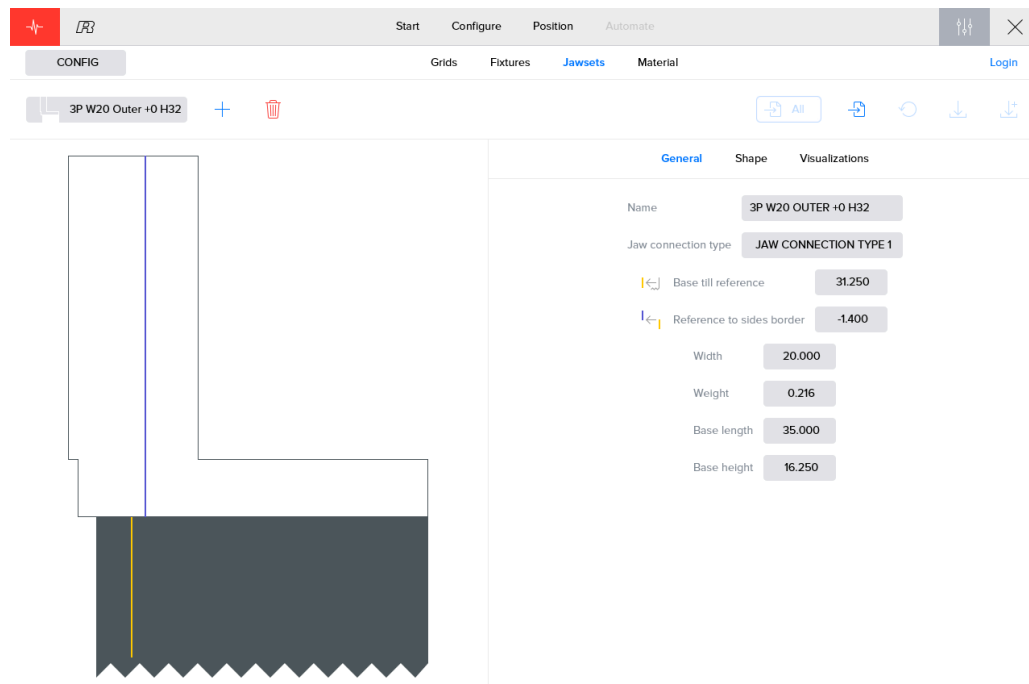 Start Configure Position Automate
CONFIG Grids Fixtures Jawsets Material Login
3P W20 Outer +0 H32 All
General Shape Visualizations
Name 3P W20 OUTER +0 H32
Jaw connection type JAW CONNECTION TYPE 1
Base till reference 31.250
Reference to sides border -1.400
Width 20.000
Weight 0.216
Base length 35.000
Base height 16.250